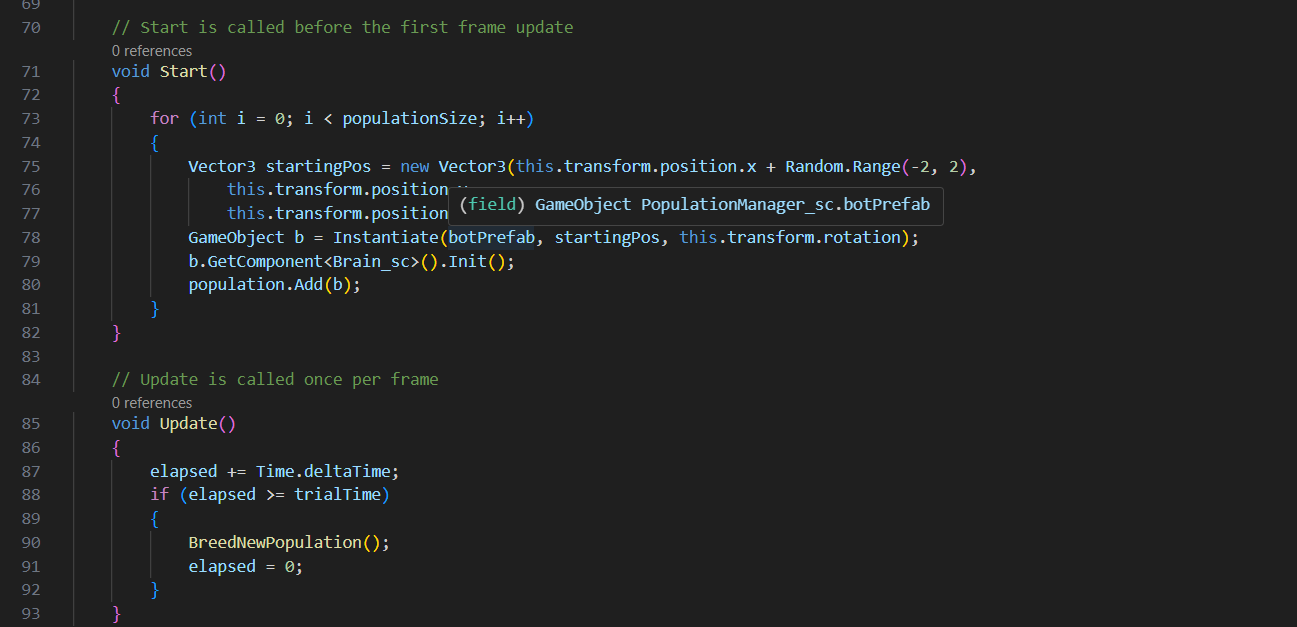 69
70 // Start is called before the first frame update
0 references
71 void Start()
72 {
73 for (int i = 0; i < populationSize; i++)
74 {
75 Vector3 startingPos = new Vector3(this.transform.position.x + Random.Range(-2, 2),
76 this.transform.position
77 this.transform.position
(field) GameObject PopulationManager_sc.botPrefab
78 GameObject b = Instantiate(botPrefab, startingPos, this.transform.rotation);
79 b.GetComponent<Brain_sc>().Init();
80 population.Add(b);
81 }
82 }
83
84 // Update is called once per frame
0 references
85 void Update()
86 {
87 elapsed += Time.deltaTime;
88 if (elapsed >= trialTime)
89 {
90 BreedNewPopulation();
91 elapsed = 0;
92 }
93 }